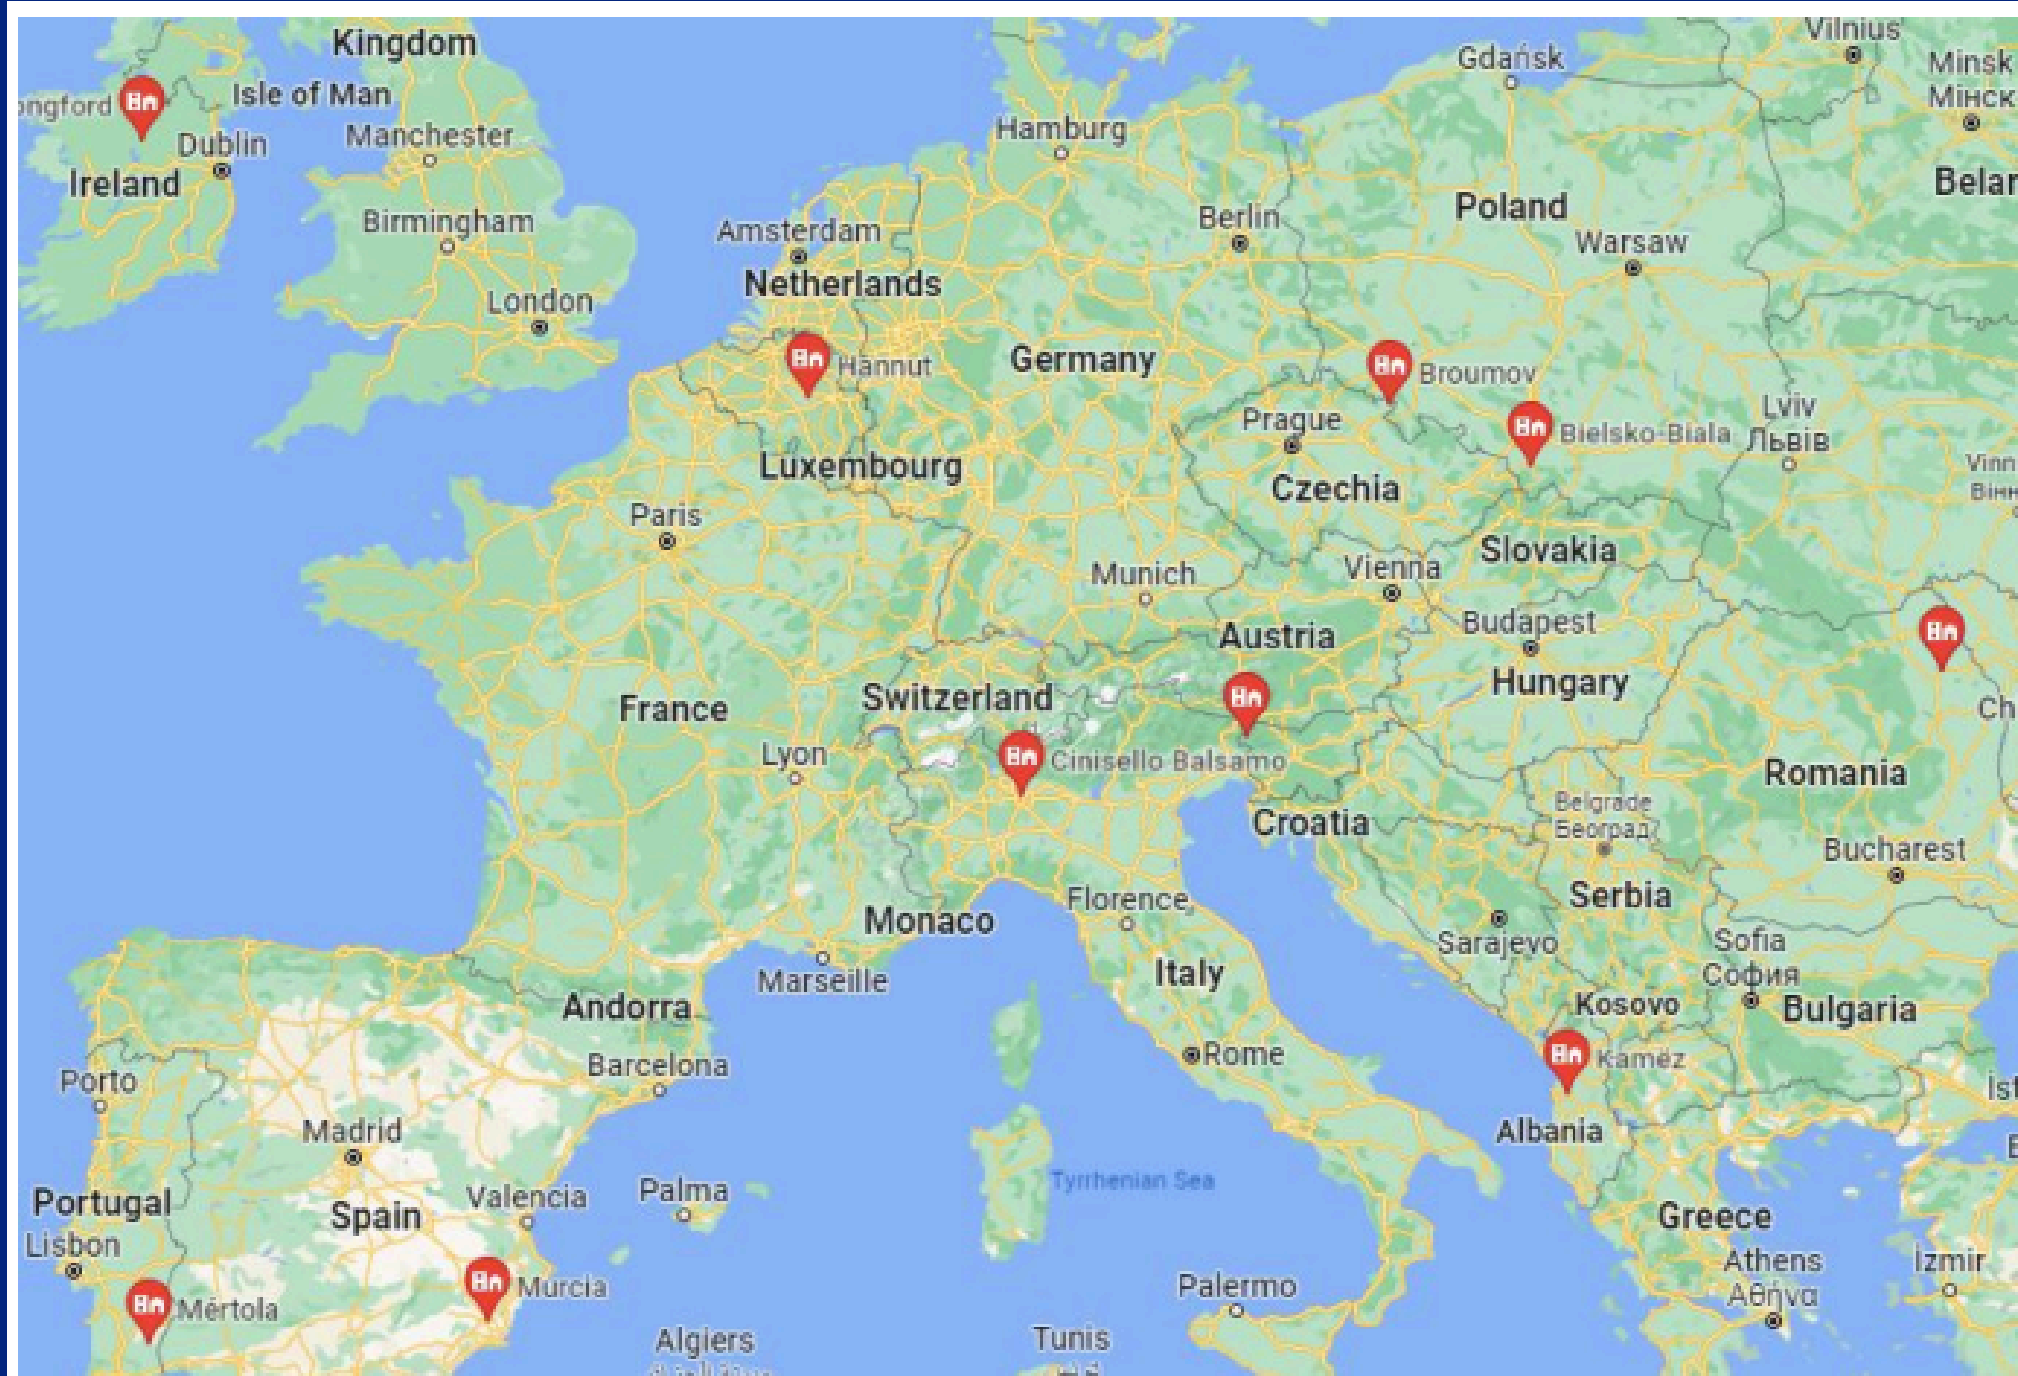 Kingdom
Vilnius
Gdańsk
Minsk
Мінск
Isle of Man
ongford
Hamburg
Manchester
Dublin
Ireland
Belar
Poland
Berlin
Birmingham
Amsterdam
Warsaw
Netherlands
London
Germany
Hannut
Broumov
Lviv
Львів
Prague
Bielsko-Biala
Luxembourg
Vinn
Вінн
Czechia
Paris
Slovakia
Vienna
Munich
Budapest
Austria
Hungary
Switzerland
France
Ch
Lyon
Cinisello Balsamo
Romania
Belgrade
Београд
Croatia
Bucharest
Serbia
Florence
Monaco
Sarajevo
Sofia
София
Italy
Marseille
Kosovo
Andorra
Bulgaria
Rome
Kamëz
Barcelona
Porto
İst
Madrid
Albania
E
Tyrrhenian Sea
Palma
Valencia
Portugal
Spain
Greece
Lisbon
Athens
Αθήνα
İzmir
Murcia
Palermo
Mértola
Algiers
Tunis